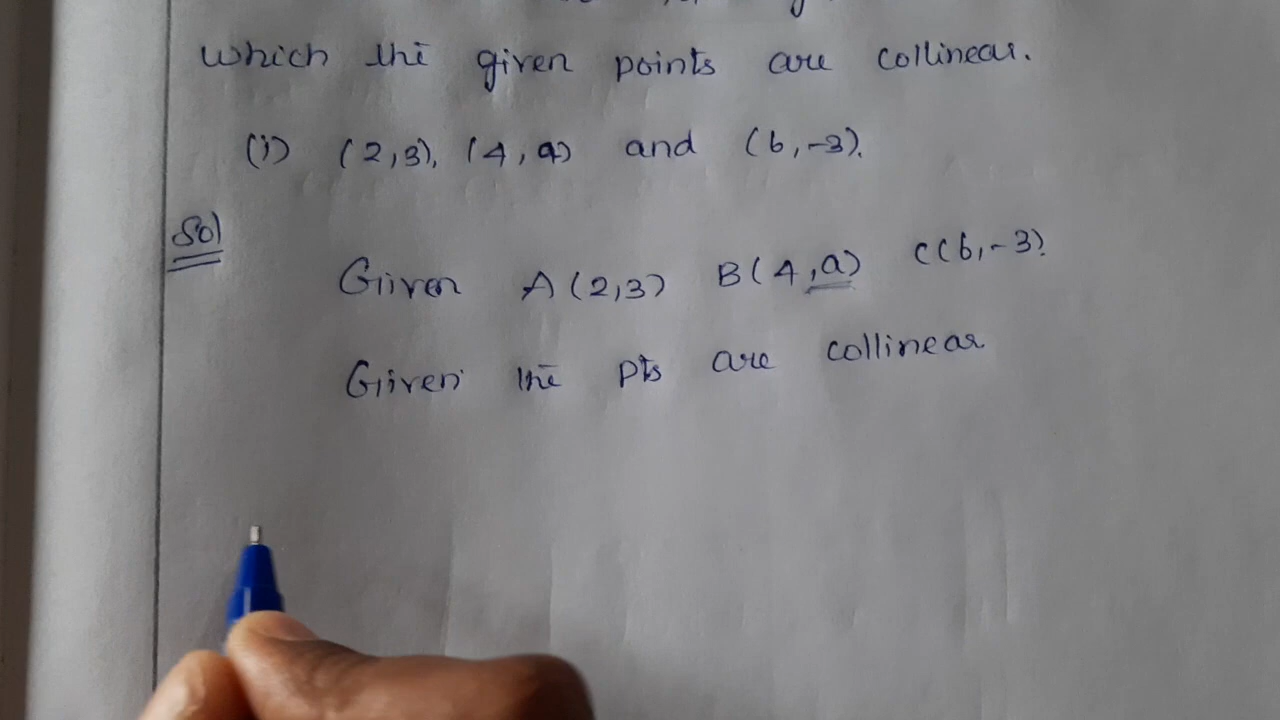 which the given points are collinear.
(i) (2,3), (4,a) and (6,-3).
Sol
Given A(2,3) B(4,a) C(6,-3).
Given the pts are collinear